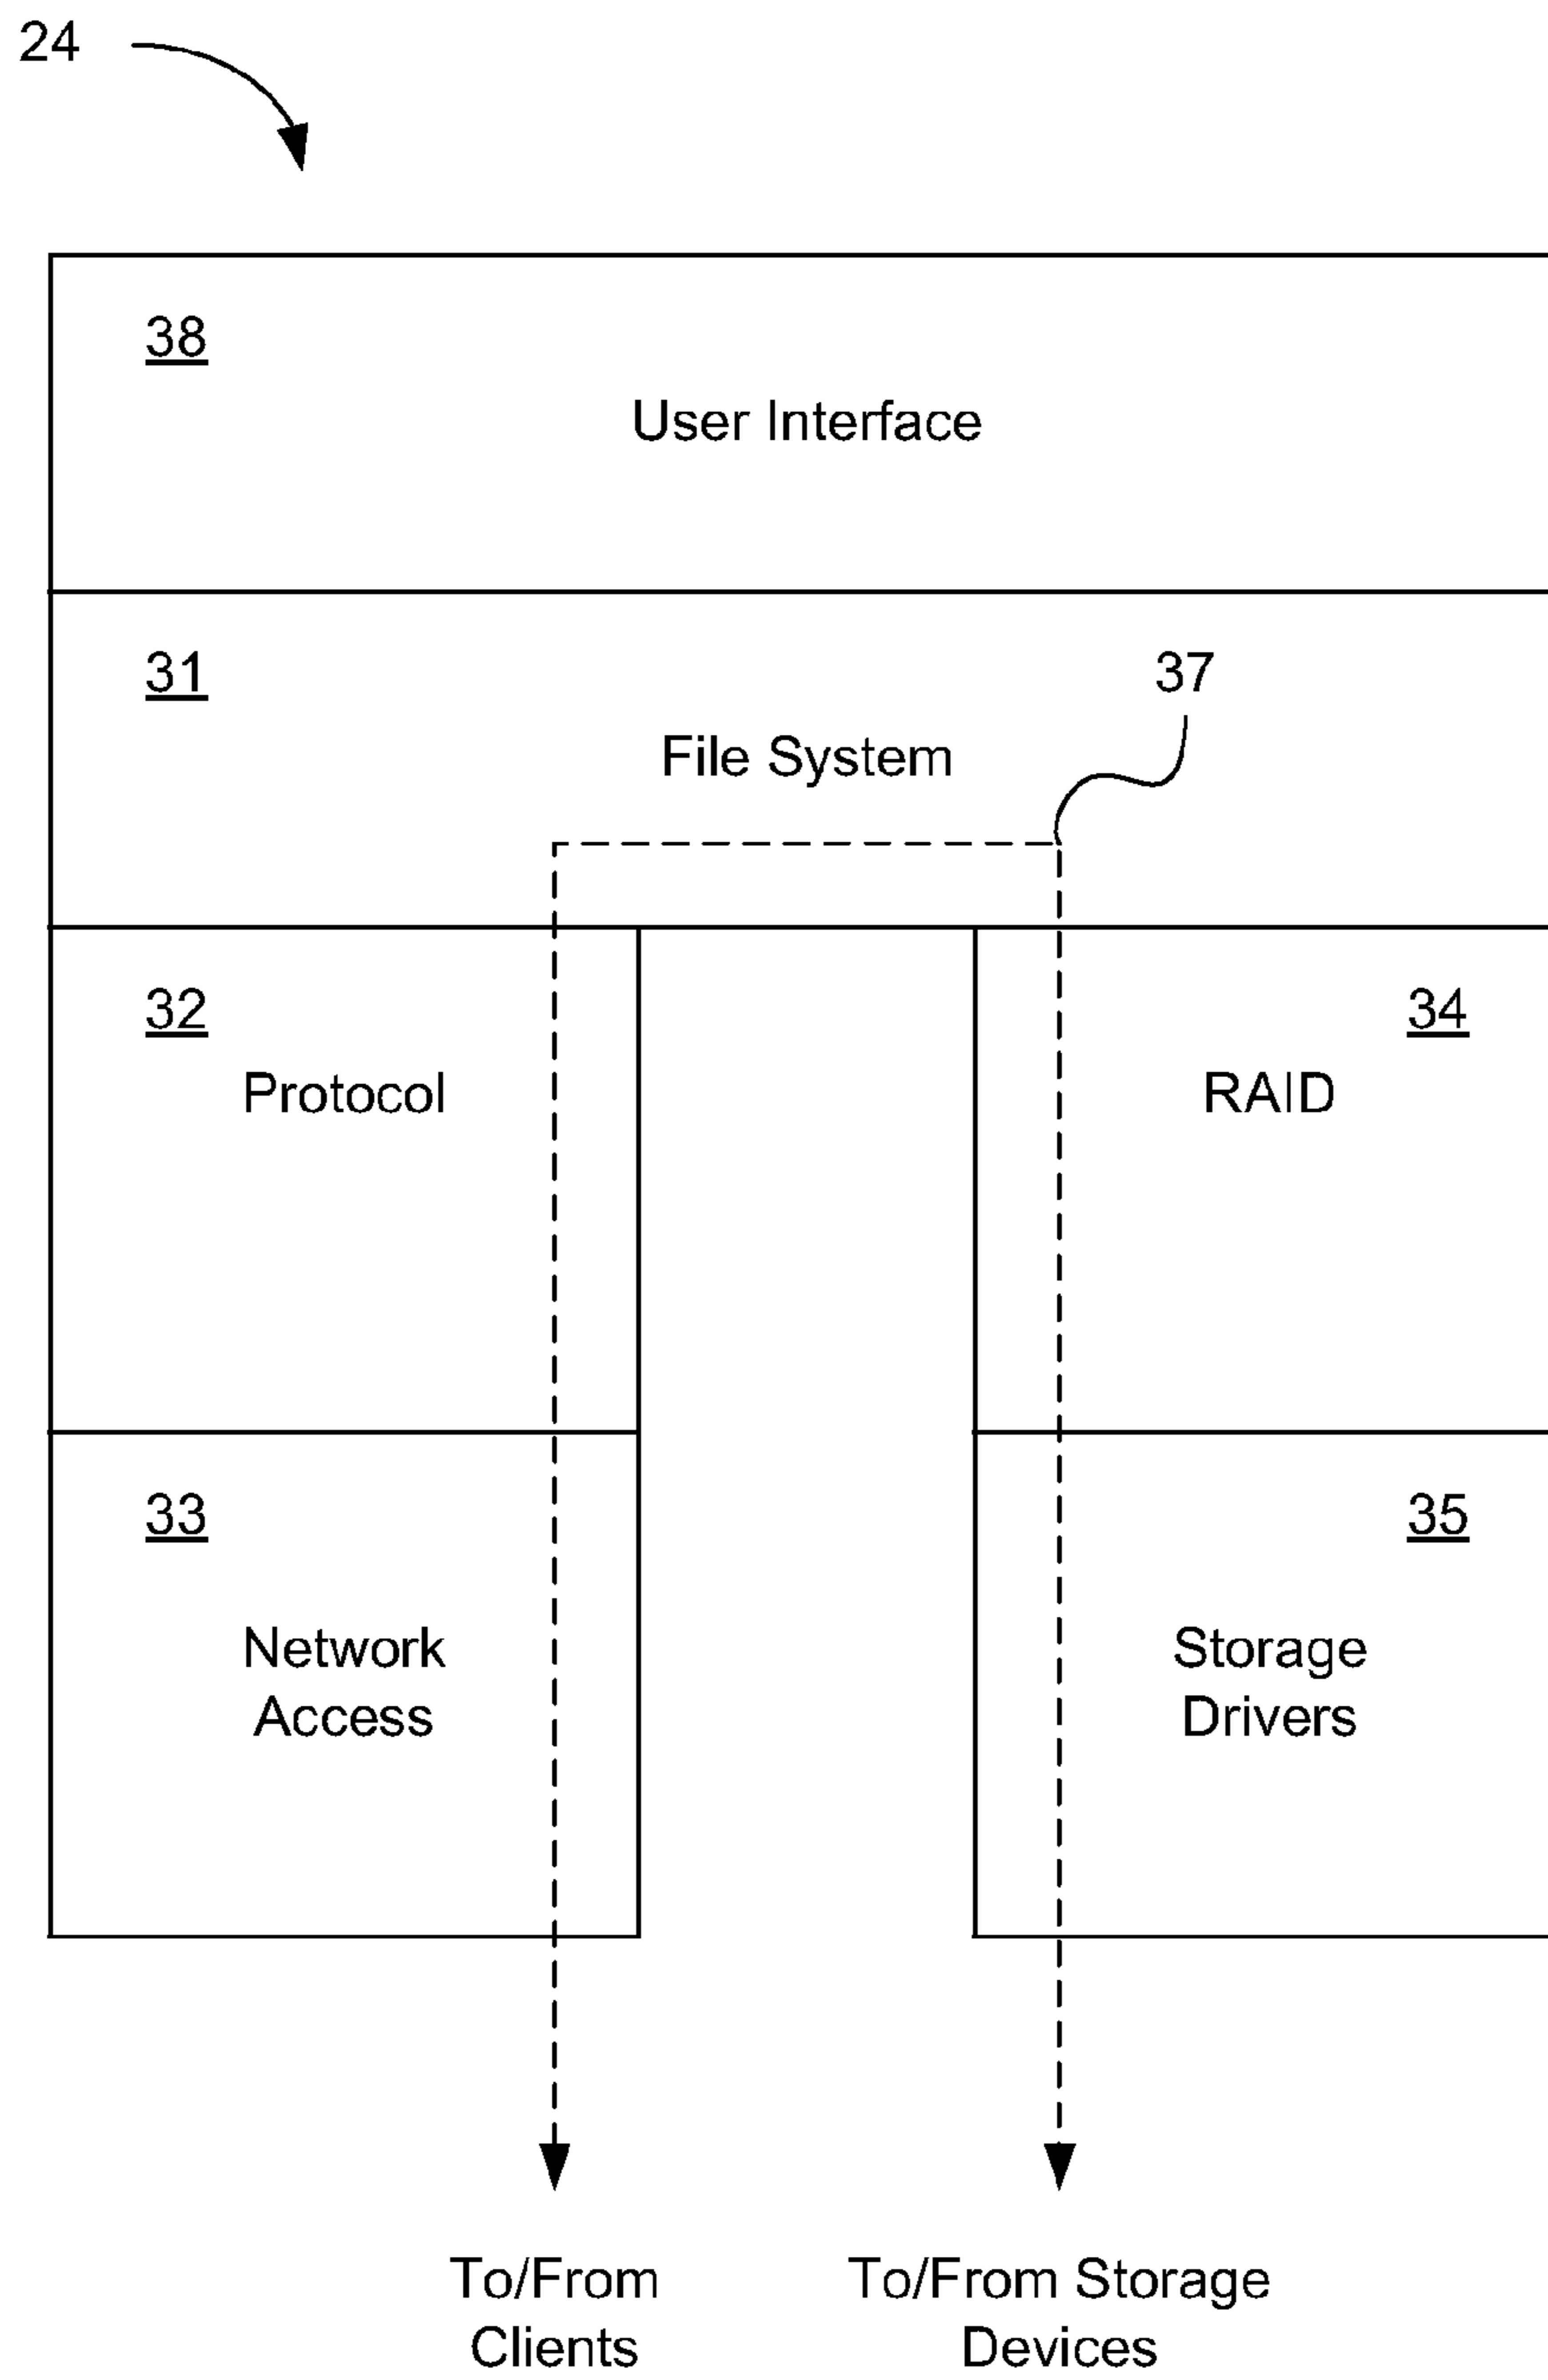 24
38
User Interface
31
37
File System
32
Protocol
34
RAID
33
Network
Access
35
Storage
Drivers
To/From
Clients
To/From Storage
Devices